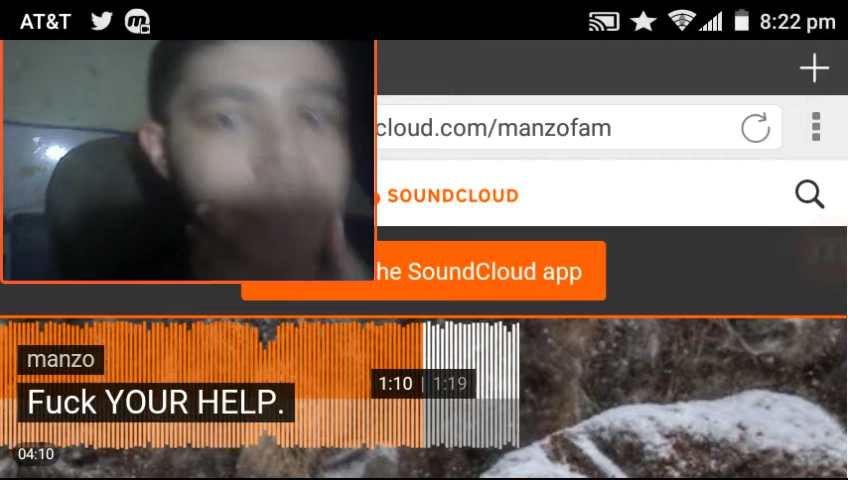 AT&T 8:22 pm
cloud.com/manzofam
SOUNDCLOUD
he SoundCloud app
manzo
1:10 | 1:19
Fuck YOUR HELP.
04:10